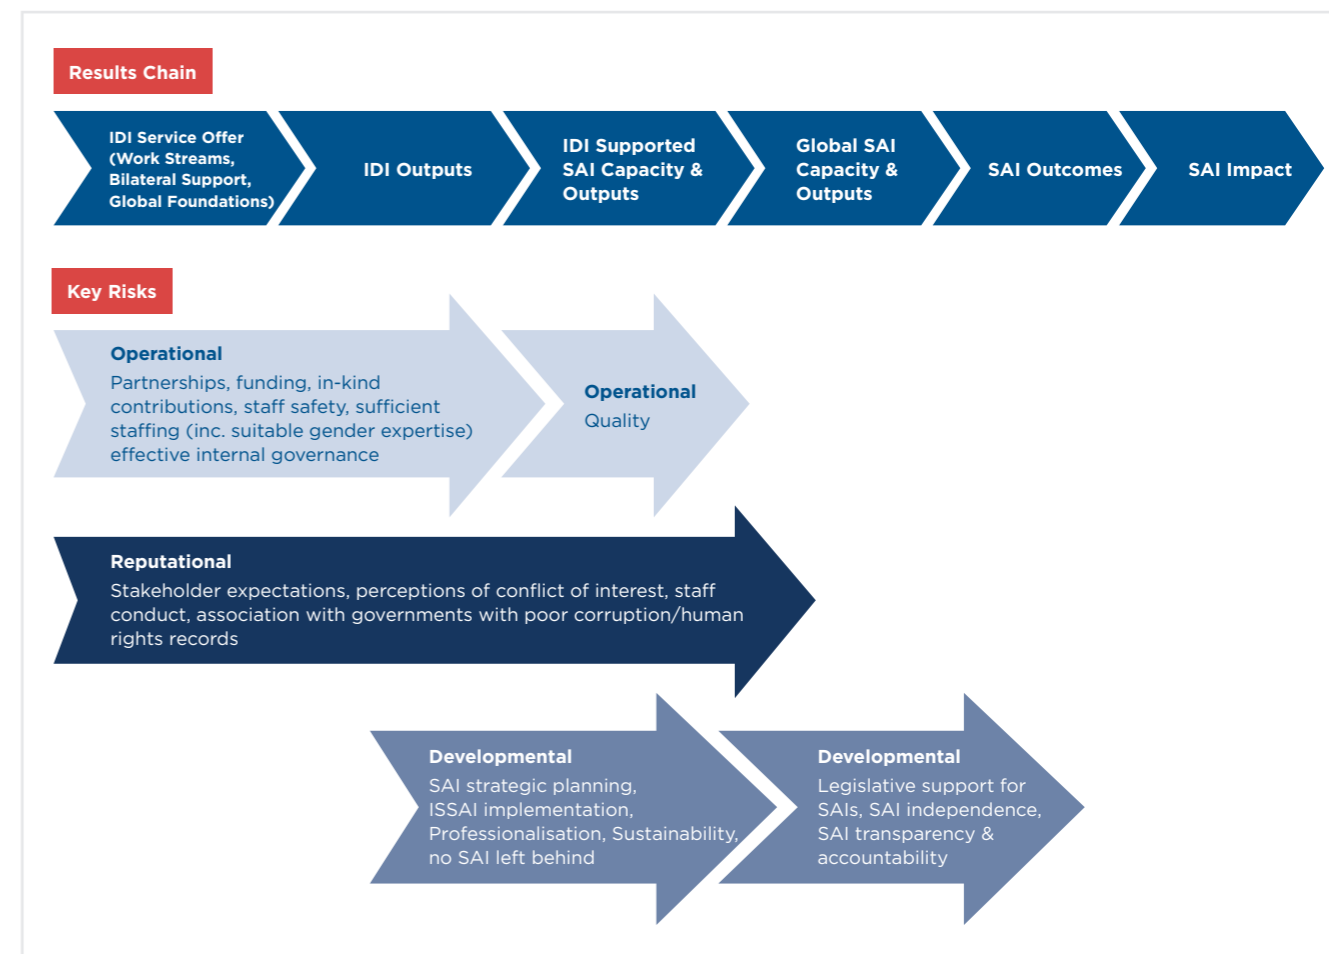 Results Chain
IDI Service Offer
(Work Streams,
Bilateral Support,
Global Foundations)
IDI Outputs
IDI Supported
SAI Capacity &
Outputs
Global SAI
Capacity &
Outputs
SAI Outcomes
SAI Impact
Key Risks
Operational
Partnerships, funding, in-kind
contributions, staff safety, sufficient
staffing (inc. suitable gender expertise)
effective internal governance
Operational
Quality
Reputational
Stakeholder expectations, perceptions of conflict of interest, staff
conduct, association with governments with poor corruption/human
rights records
Developmental
SAI strategic planning,
ISSAI implementation,
Professionalisation, Sustainability,
no SAI left behind
Developmental
Legislative support for
SAIs, SAI independence,
SAI transparency &
accountability